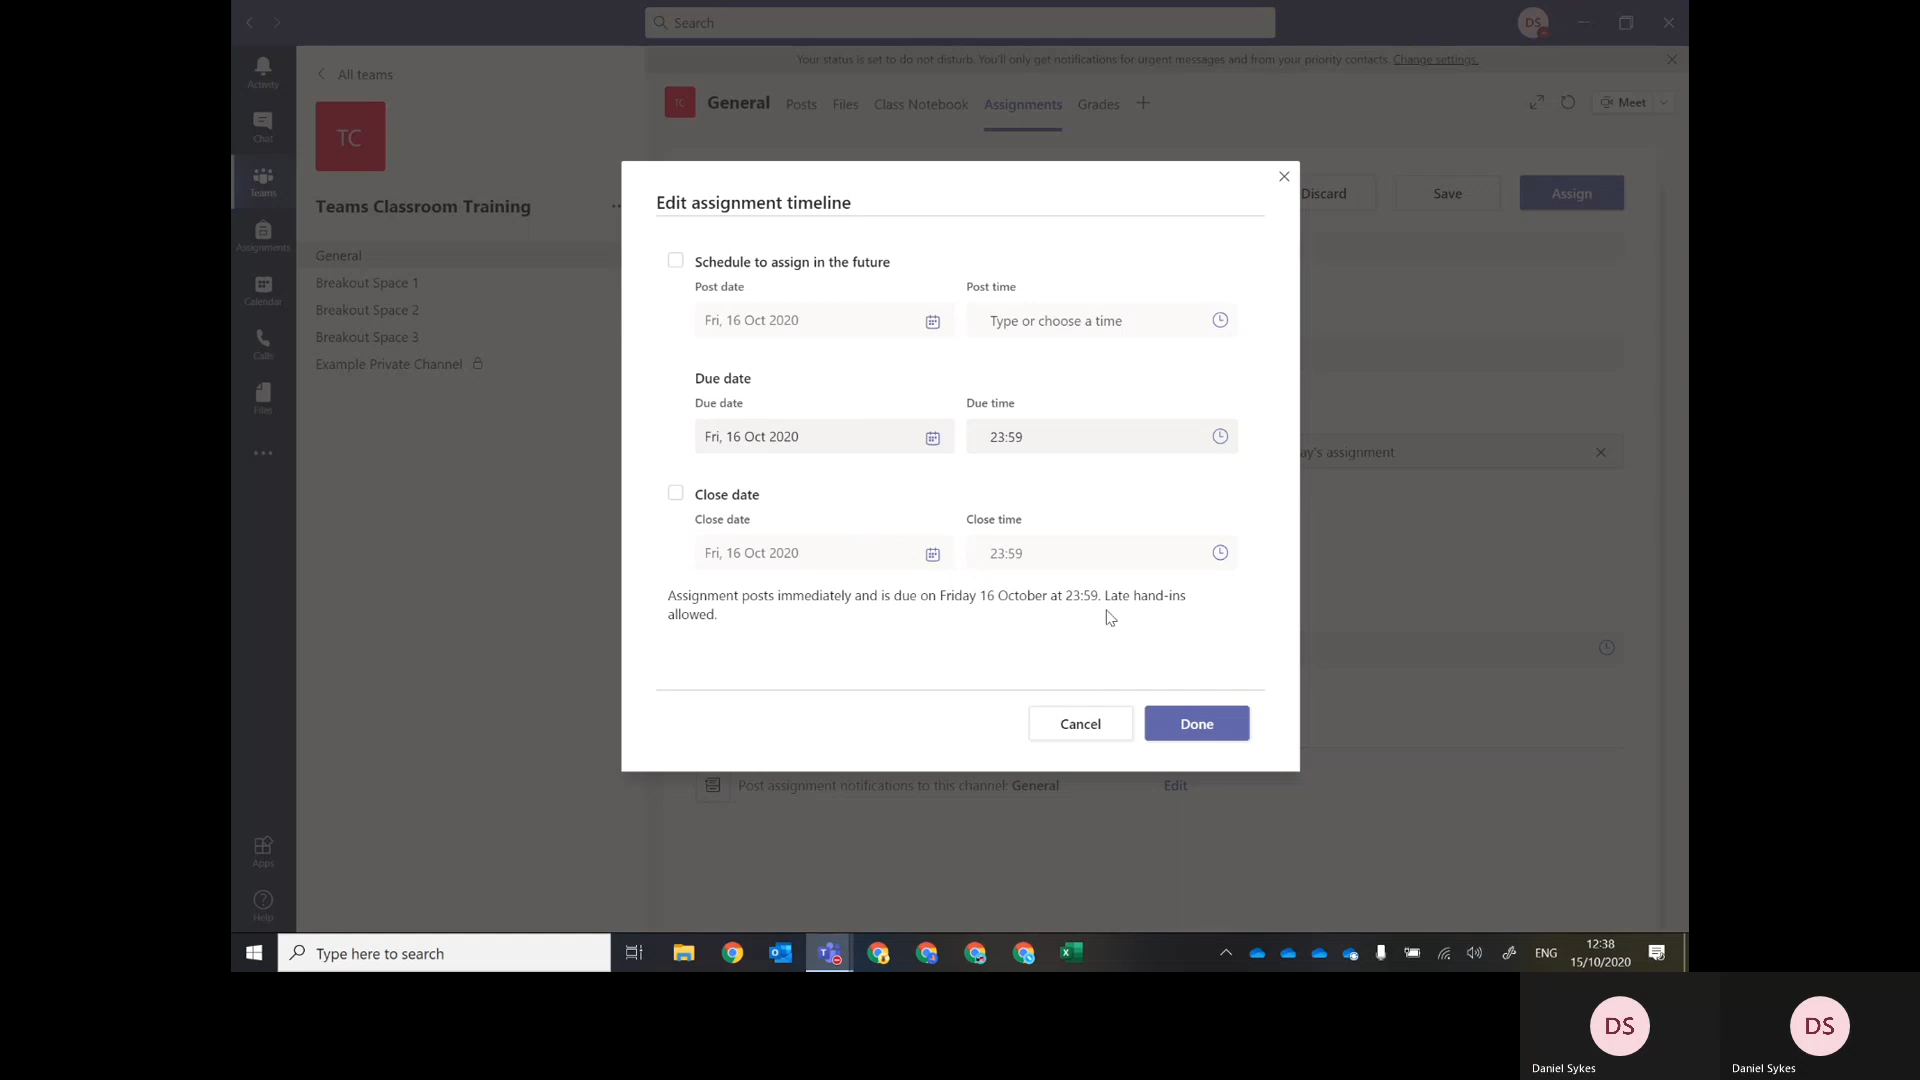 Search
DS
Your status is set to do not disturb. You'll only get notifications for urgent messages and from your priority contacts. Change settings.
Activity
Chat
Teams
Assignments
Calendar
Calls
Files
Apps
Help
All teams
TC
Teams Classroom Training
General
Breakout Space 1
Breakout Space 2
Breakout Space 3
Example Private Channel
TC
General Posts Files Class Notebook Assignments Grades
Meet
Discard Save Assign
Edit assignment timeline
Schedule to assign in the future
Post date Post time
Fri, 16 Oct 2020 Type or choose a time
Due date
Due date Due time
Fri, 16 Oct 2020 23:59
Close date
Close date Close time
Fri, 16 Oct 2020 23:59
Assignment posts immediately and is due on Friday 16 October at 23:59. Late hand-ins
allowed.
Cancel Done
ay's assignment
Post assignment notifications to this channel: General Edit
Type here to search
ENG
12:38
15/10/2020
DS DS
Daniel Sykes Daniel Sykes